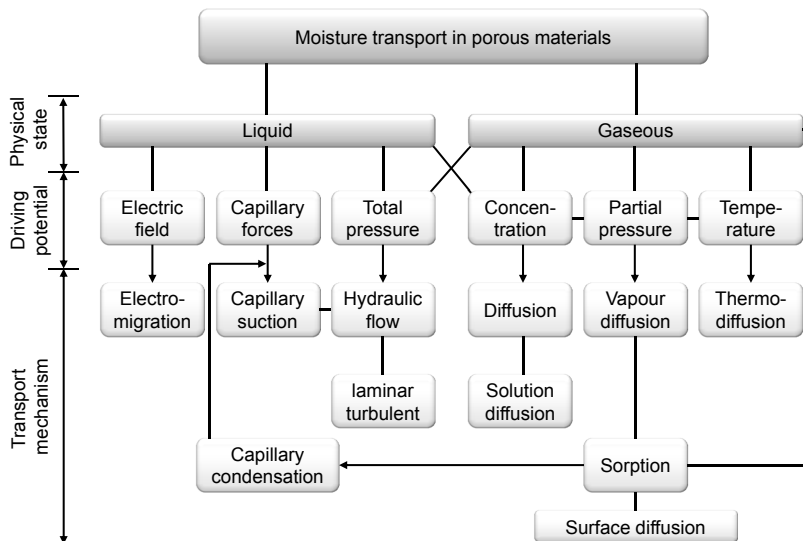 Moisture transport in porous materials
Physical
state
Liquid
Gaseous
Driving
potential
Electric
field
Capillary
forces
Total
pressure
Concen-
tration
Partial
pressure
Tempe-
rature
Transport
mechanism
Electro-
migration
Capillary
suction
Hydraulic
flow
Diffusion
Vapour
diffusion
Thermo-
diffusion
laminar
turbulent
Solution
diffusion
Capillary
condensation
Sorption
Surface diffusion